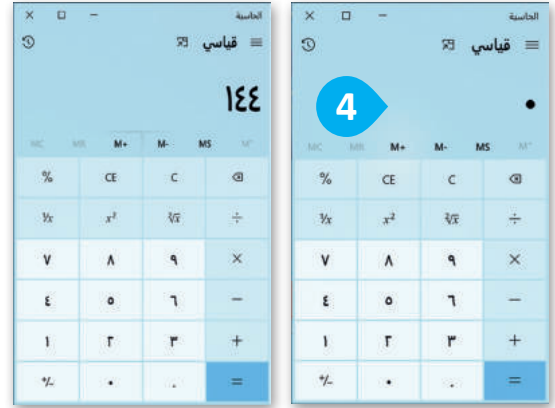 الحاسبة
قياسي
٠
4
MC MR M+ M- MS M˅
% CE C
¹/x x² ²√x ÷
٧ ٨ ٩ ×
٤ ٥ ٦ −
١ ٢ ٣ +
+/- ٠ . =
الحاسبة
قياسي
١٤٤
MC MR M+ M- MS M˅
% CE C
¹/x x² ²√x ÷
٧ ٨ ٩ ×
٤ ٥ ٦ −
١ ٢ ٣ +
+/- ٠ . =